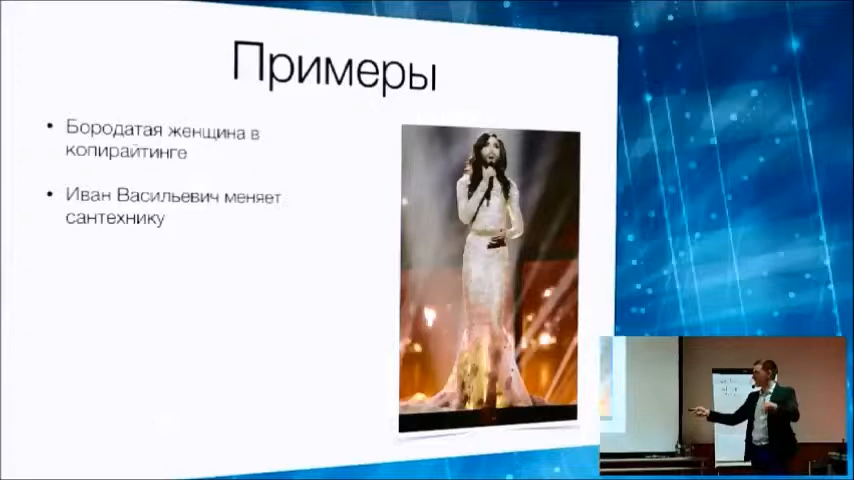 Примеры
Бородатая женщина в
копирайтинге
Иван Васильевич меняет
сантехнику